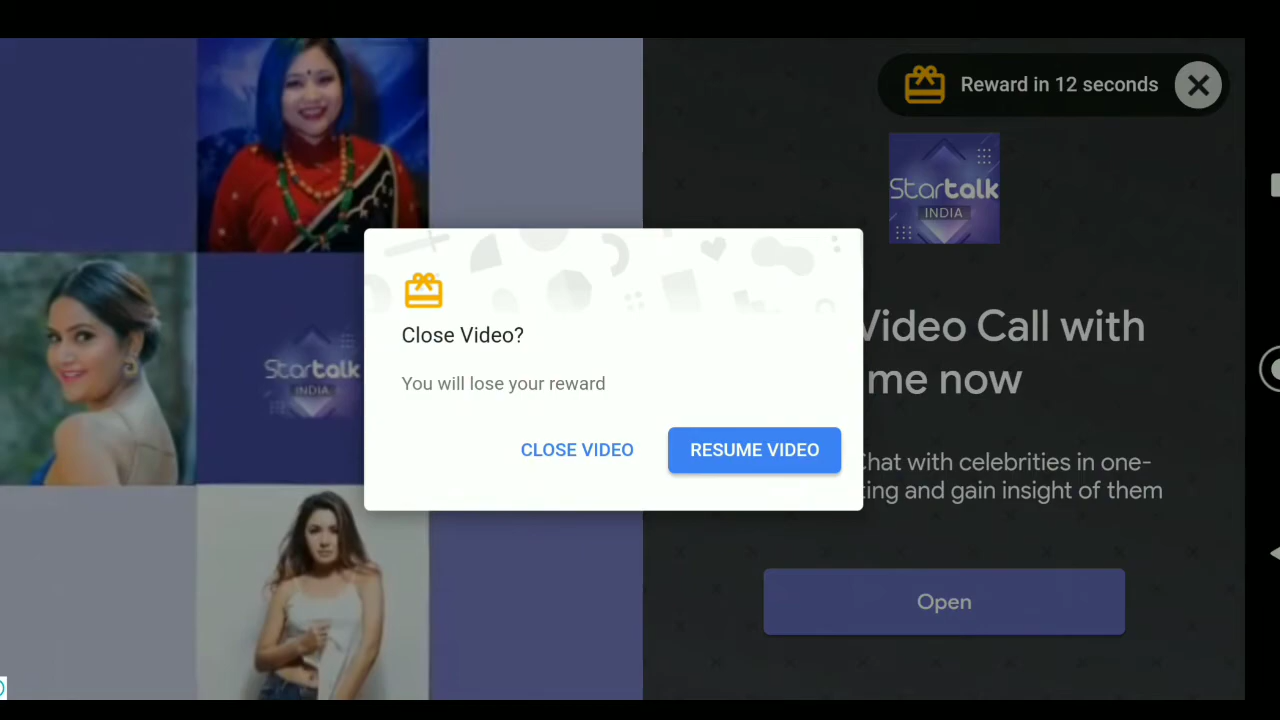 Reward in 12 seconds
Startalk
INDIA
Startalk
INDIA
Close Video?
You will lose your reward
CLOSE VIDEO
RESUME VIDEO
Video Call with
me now
Chat with celebrities in one-
ing and gain insight of them
Open